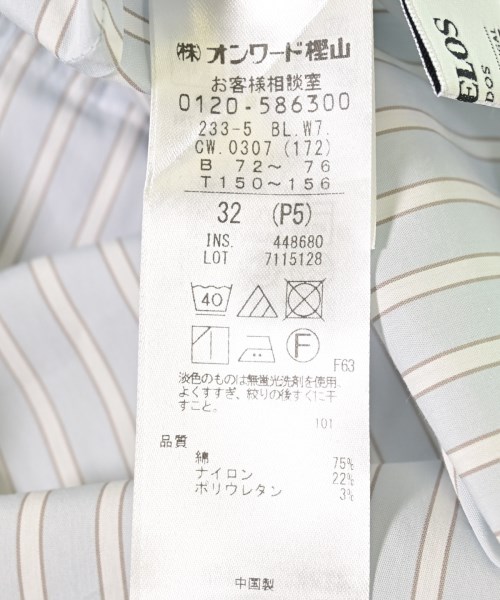 (株)オンワード樫山
お客様相談室
0120-586300
233-5 BL.W7.
CW.0307(172)
B 72～ 76
T150～156
32 (P5)
INS. 448680
LOT 7115128
40
F
F63
淡色のものは無蛍光洗剤を使用、
よくすすぎ、絞りの後すぐに干
すこと。
101
品質
綿 75%
ナイロン 22%
ポリウレタン 3%
中国製
ELOS
DOS